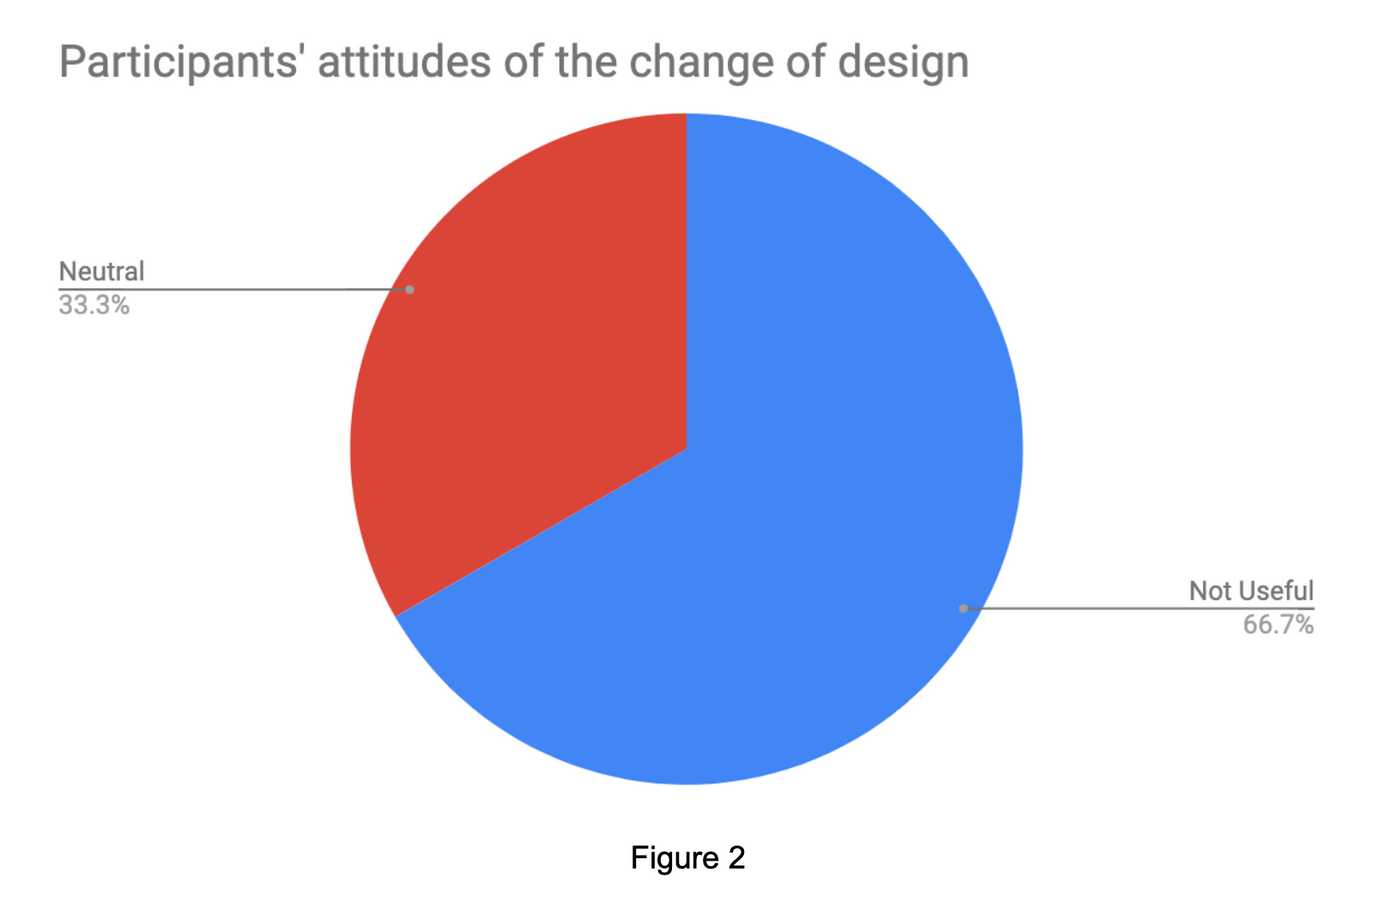 Participants' attitudes of the change of design
Neutral
33.3%
Not Useful
66.7%
Figure 2